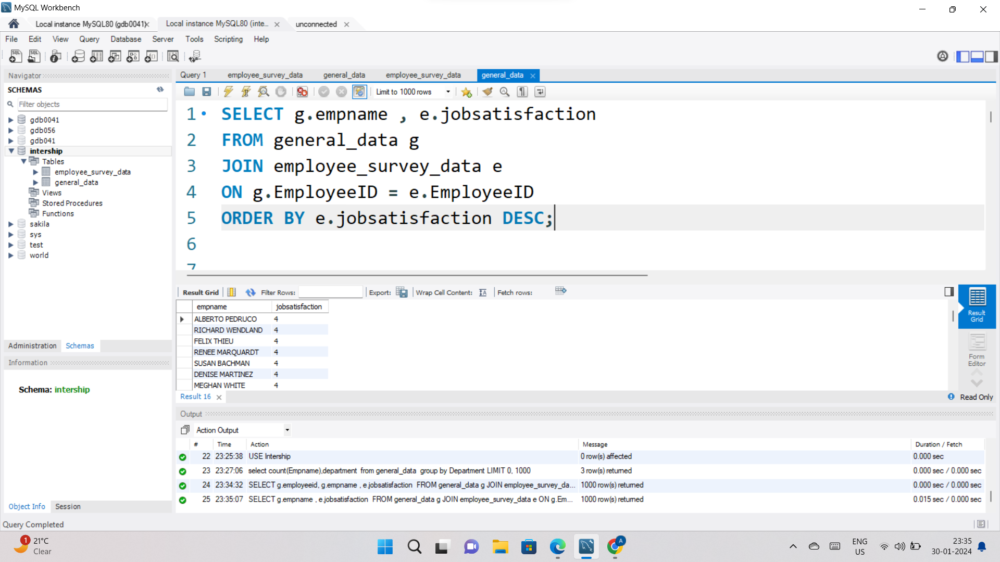 MySQL Workbench
Local instance MySQL80 (gdb0041)
Local instance MySQL80 (inte...
unconnected
File Edit View Query Database Server Tools Scripting Help
Navigator
SCHEMAS
Filter objects
gdb0041
gdb056
gdb041
intership
Tables
employee_survey_data
general_data
Views
Stored Procedures
Functions
sakila
sys
test
world
Administration Schemas
Information
Schema: intership
Object Info Session
Query 1 employee_survey_data general_data employee_survey_data general_data
Limit to 1000 rows
1 SELECT g.empname , e.jobsatisfaction
2 FROM general_data g
3 JOIN employee_survey_data e
4 ON g.EmployeeID = e.EmployeeID
5 ORDER BY e.jobsatisfaction DESC;
6
7
Result Grid Filter Rows: Export: Wrap Cell Content: Fetch rows:
empname jobsatisfaction
ALBERTO PEDRUCO 4
RICHARD WENDLAND 4
FELIX THIEU 4
RENEE MARQUARDT 4
SUSAN BACHMAN 4
DENISE MARTINEZ 4
MEGHAN WHITE 4
Result Grid
Form Editor
Result 16
Read Only
Output
Action Output
# Time Action Message Duration / Fetch
22 23:25:38 USE Intership 0 row(s) affected 0.000 sec
23 23:27:06 select count(Empname),department from general_data group by Department LIMIT 0, 1000 3 row(s) returned 0.000 sec / 0.000 sec
24 23:34:32 SELECT g.employeeid, g.empname , e.jobsatisfaction FROM general_data g JOIN employee_survey_da... 1000 row(s) returned 0.000 sec / 0.000 sec
25 23:35:07 SELECT g.empname , e.jobsatisfaction FROM general_data g JOIN employee_survey_data e ON g.Em... 1000 row(s) returned 0.015 sec / 0.000 sec
Query Completed
1
21°C
Clear
A
ENG
US
23:35
30-01-2024